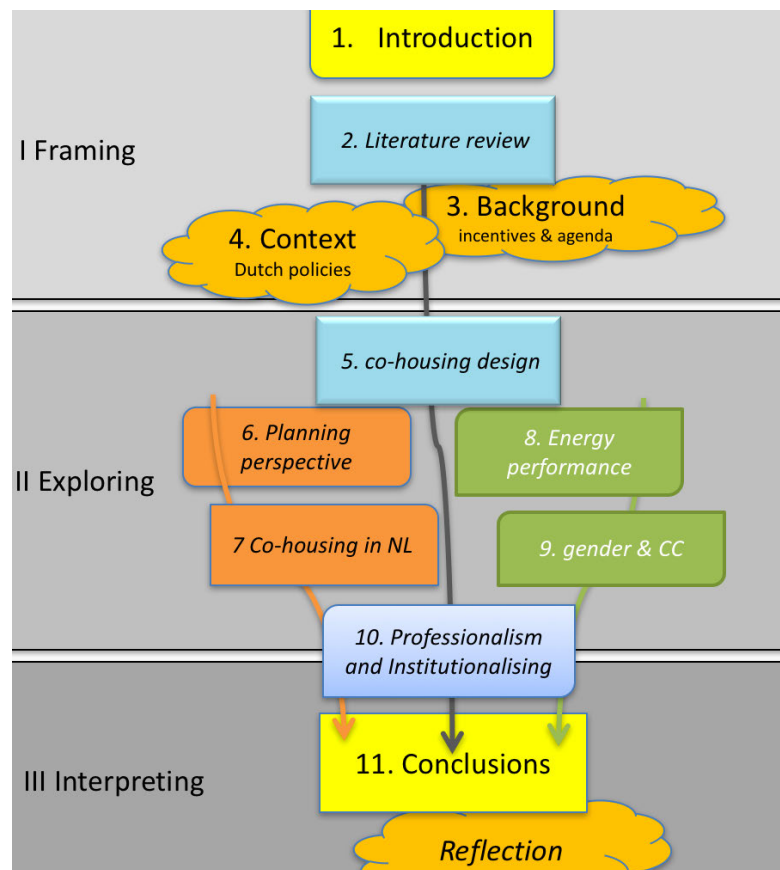 1. Introduction
2. Literature review
I Framing
3. Background
incentives & agenda
4. Context
Dutch policies
5. co-housing design
6. Planning
perspective
8. Energy
performance
II Exploring
7 Co-housing in NL
9. gender & CC
10. Professionalism
and Institutionalising
11. Conclusions
III Interpreting
Reflection